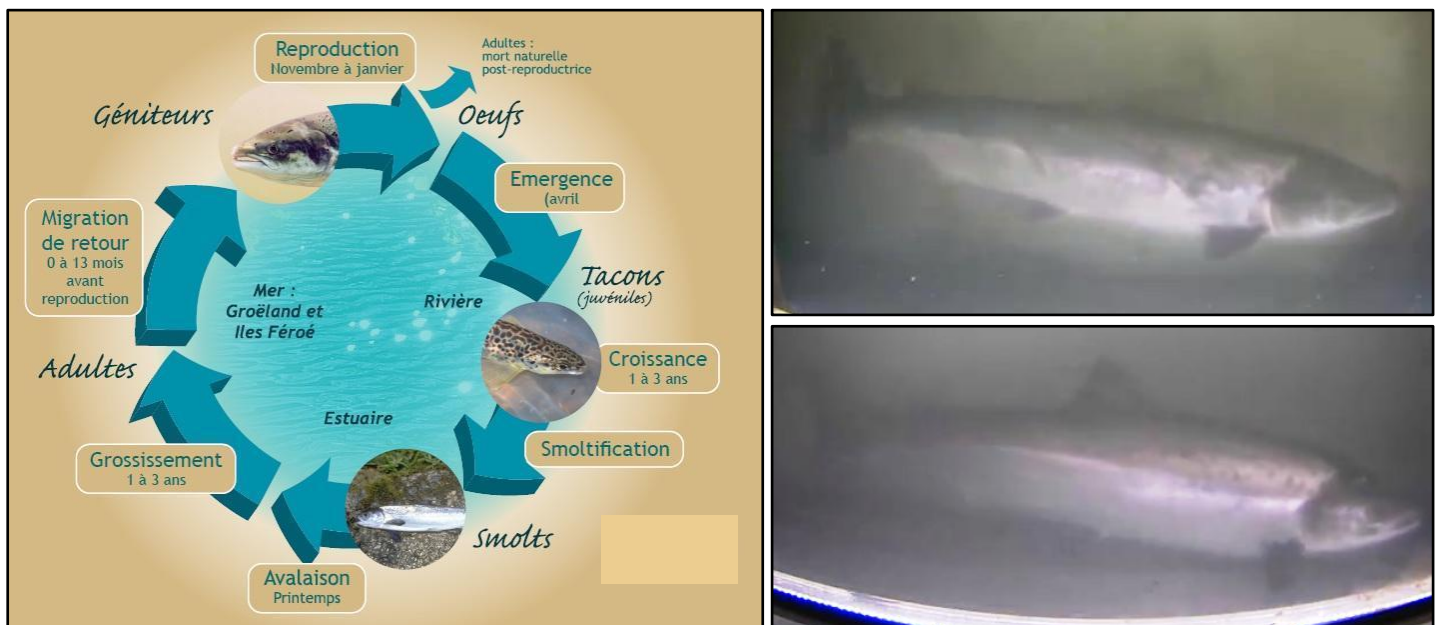 Reproduction
Novembre à janvier
Adultes :
mort naturelle
post-reproductrice
Géniteurs
Oeufs
Emergence
(avril
Migration
de retour
0 à 13 mois
avant
reproduction
Tacons
(juvéniles)
Mer :
Groëland et
Iles Féroé
Rivière
Croissance
1 à 3 ans
Adultes
Estuaire
Smoltification
Grossissement
1 à 3 ans
Smolts
Avalaison
Printemps